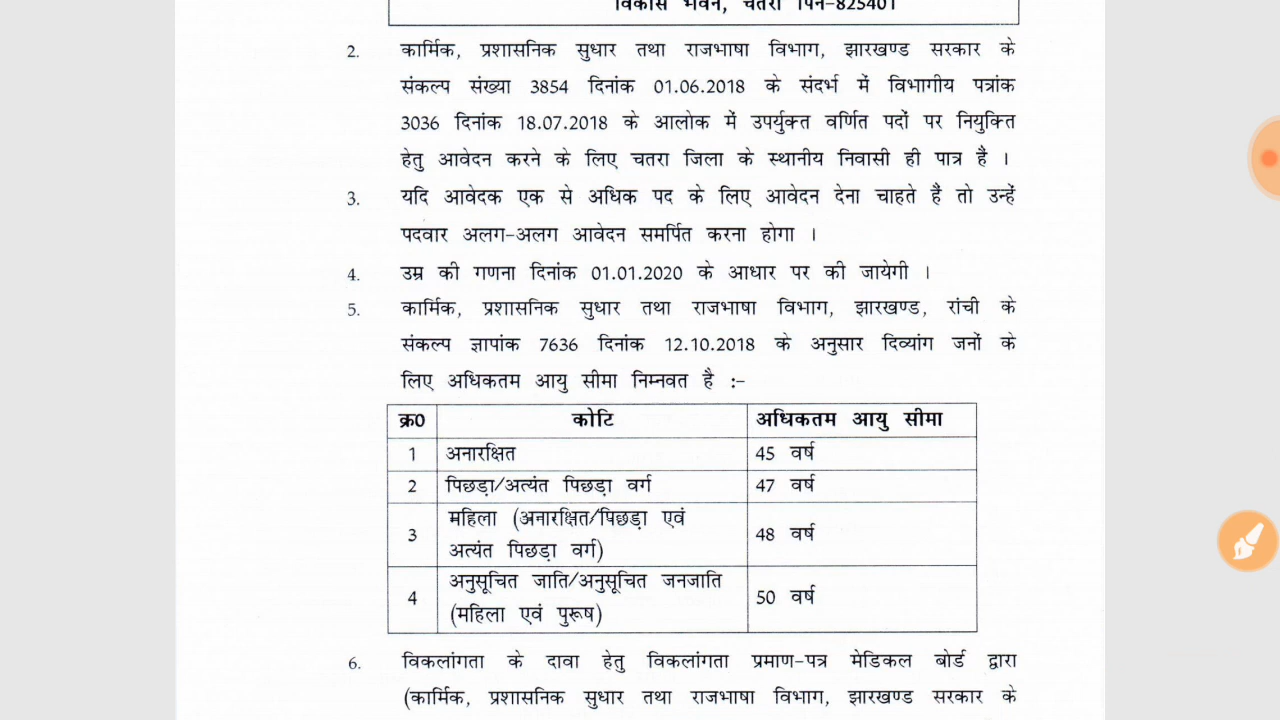 विकास भवन, चतरा पिन-825401
2. कार्मिक, प्रशासनिक सुधार तथा राजभाषा विभाग, झारखण्ड सरकार के
संकल्प संख्या 3854 दिनांक 01.06.2018 के संदर्भ में विभागीय पत्रांक
3036 दिनांक 18.07.2018 के आलोक में उपर्युक्त वर्णित पदों पर नियुक्ति
हेतु आवेदन करने के लिए चतरा जिला के स्थानीय निवासी ही पात्र हैं ।
3. यदि आवेदक एक से अधिक पद के लिए आवेदन देना चाहते हैं तो उन्हें
पदवार अलग-अलग आवेदन समर्पित करना होगा ।
4. उम्र की गणना दिनांक 01.01.2020 के आधार पर की जायेगी ।
5. कार्मिक, प्रशासनिक सुधार तथा राजभाषा विभाग, झारखण्ड, रांची के
संकल्प ज्ञापांक 7636 दिनांक 12.10.2018 के अनुसार दिव्यांग जनों के
लिए अधिकतम आयु सीमा निम्नवत है :-
क्र0 कोटि अधिकतम आयु सीमा
1 अनारक्षित 45 वर्ष
2 पिछड़ा/अत्यंत पिछड़ा वर्ग 47 वर्ष
3 महिला (अनारक्षित/पिछड़ा एवं
अत्यंत पिछड़ा वर्ग) 48 वर्ष
4 अनुसूचित जाति/अनुसूचित जनजाति
(महिला एवं पुरूष) 50 वर्ष
6. विकलांगता के दावा हेतु विकलांगता प्रमाण-पत्र मेडिकल बोर्ड द्वारा
(कार्मिक, प्रशासनिक सुधार तथा राजभाषा विभाग, झारखण्ड सरकार के